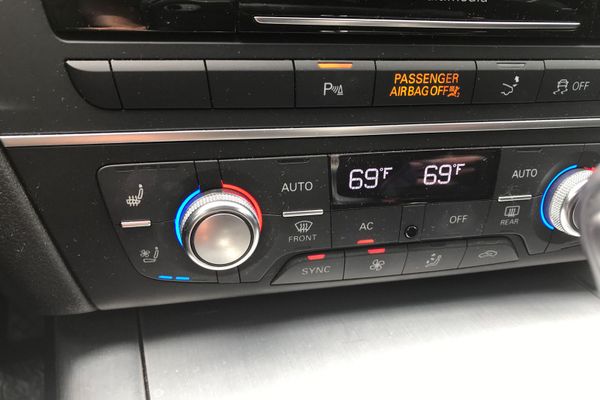 P
PASSENGER
AIRBAG OFF
OFF
69°F 69°F
AUTO
AUTO
FRONT
AC
OFF
REAR
SYNC